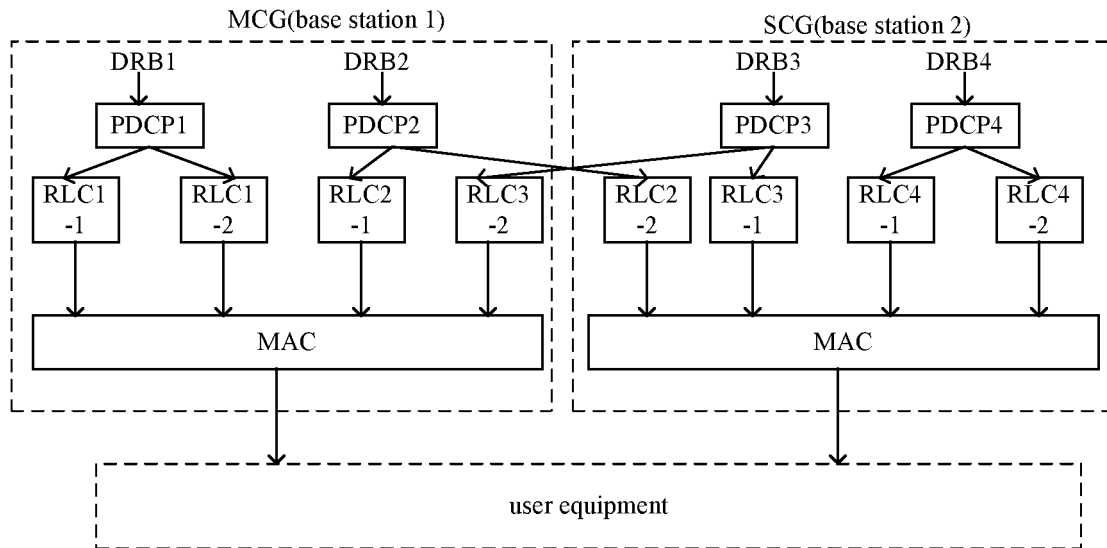 MCG(base station 1)
SCG(base station 2)
DRB1
DRB2
DRB3
DRB4
PDCP1
PDCP2
PDCP3
PDCP4
RLC1
-1
RLC1
-2
RLC2
-1
RLC3
-2
RLC2
-2
RLC3
-1
RLC4
-1
RLC4
-2
MAC
MAC
user equipment